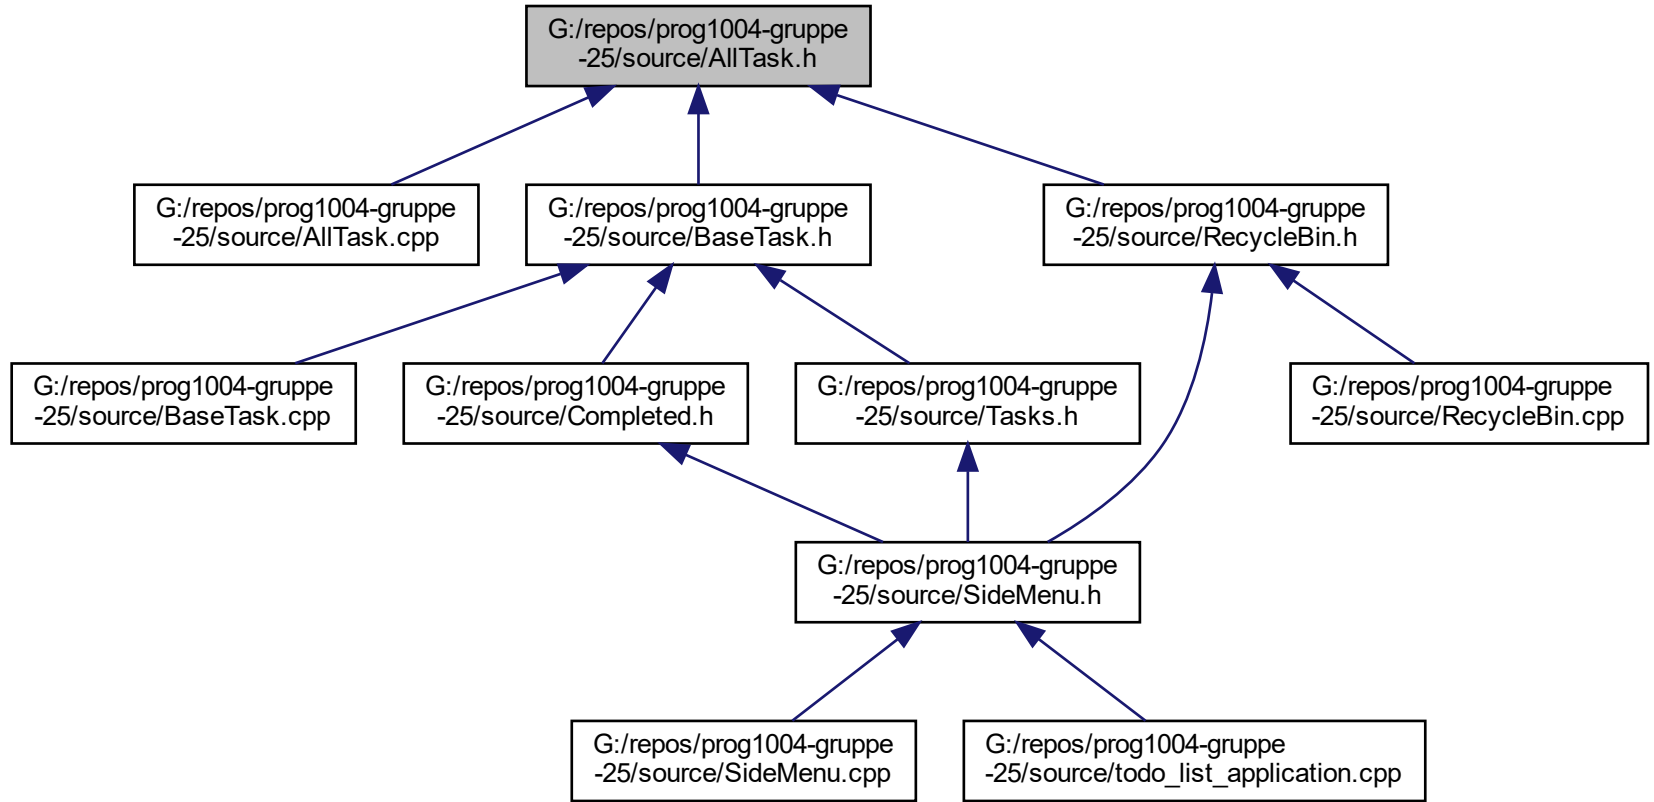 G:/repos/prog1004-gruppe
-25/source/AllTask.h
G:/repos/prog1004-gruppe
-25/source/AllTask.cpp
G:/repos/prog1004-gruppe
-25/source/BaseTask.h
G:/repos/prog1004-gruppe
-25/source/RecycleBin.h
G:/repos/prog1004-gruppe
-25/source/BaseTask.cpp
G:/repos/prog1004-gruppe
-25/source/Completed.h
G:/repos/prog1004-gruppe
-25/source/Tasks.h
G:/repos/prog1004-gruppe
-25/source/RecycleBin.cpp
G:/repos/prog1004-gruppe
-25/source/SideMenu.h
G:/repos/prog1004-gruppe
-25/source/SideMenu.cpp
G:/repos/prog1004-gruppe
-25/source/todo_list_application.cpp